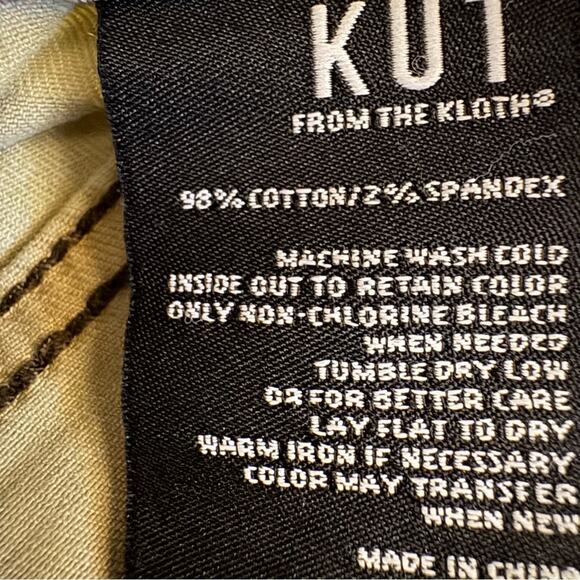 KUT
FROM THE KLOTH®
98% COTTON/2% SPANDEX
MACHINE WASH COLD
INSIDE OUT TO RETAIN COLOR
ONLY NON-CHLORINE BLEACH
WHEN NEEDED
TUMBLE DRY LOW
OR FOR BETTER CARE
LAY FLAT TO DRY
WARM IRON IF NECESSARY
COLOR MAY TRANSFER
WHEN NEW
MADE IN CHINA